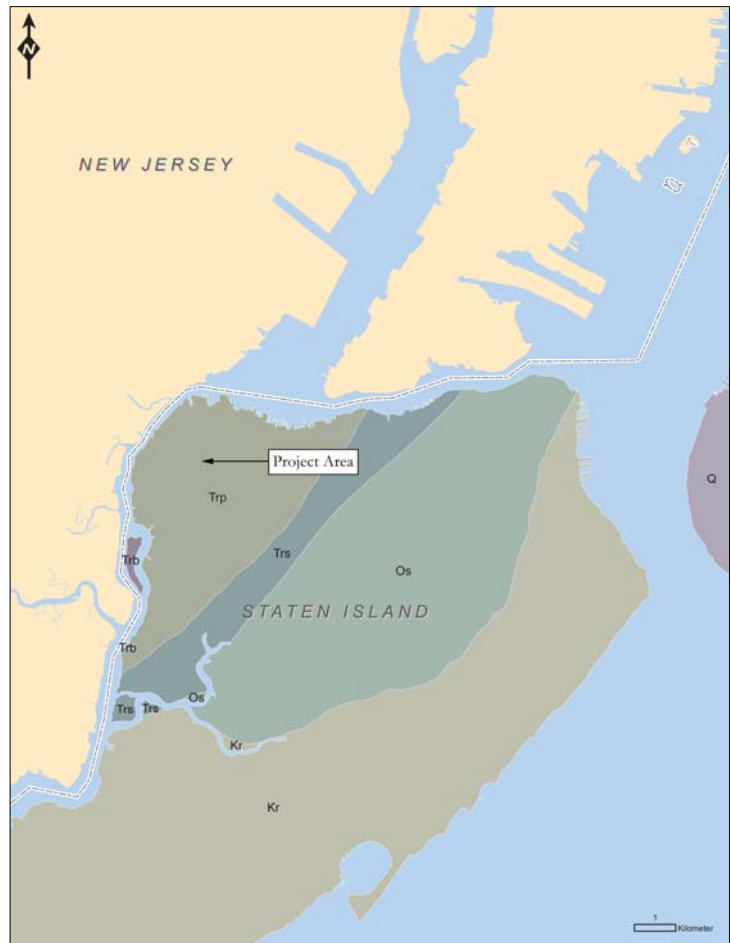 N
NEW JERSEY
Project Area
Trp
Q
Trb
Trs
Os
STATEN ISLAND
Trb
Trs
Trs
Os
Kr
Kr
1
Kilometer